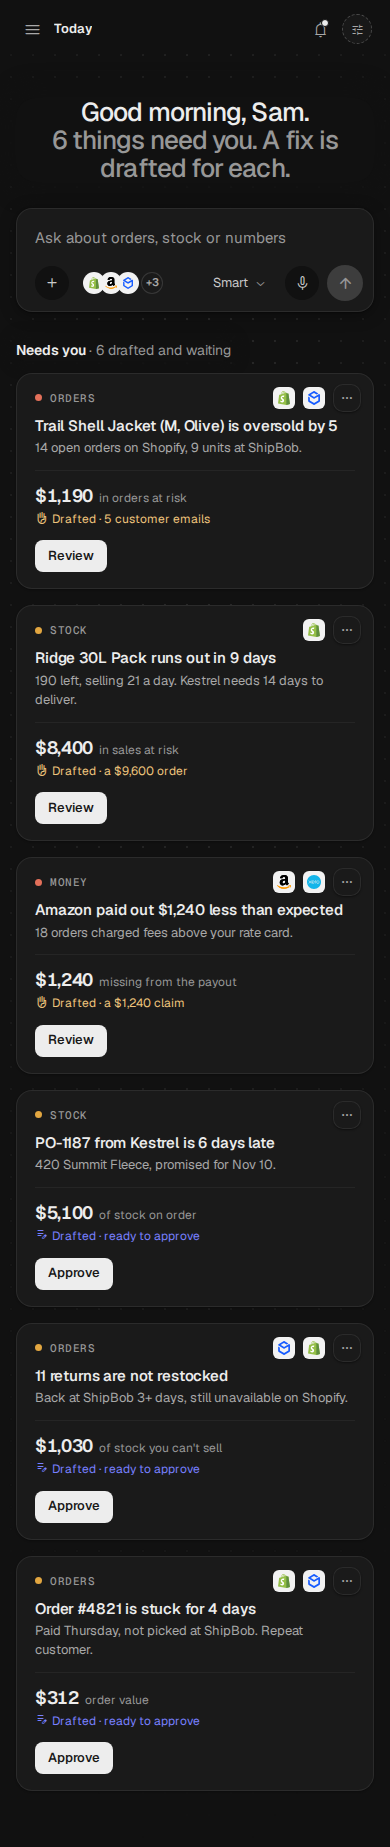 Today
Good morning, Sam.
6 things need you. A fix is
drafted for each.
Ask about orders, stock or numbers
+3
Smart
Needs you · 6 drafted and waiting
ORDERS
Trail Shell Jacket (M, Olive) is oversold by 5
14 open orders on Shopify, 9 units at ShipBob.
$1,190 in orders at risk
Drafted · 5 customer emails
Review
STOCK
Ridge 30L Pack runs out in 9 days
190 left, selling 21 a day. Kestrel needs 14 days to
deliver.
$8,400 in sales at risk
Drafted · a $9,600 order
Review
MONEY
Amazon paid out $1,240 less than expected
18 orders charged fees above your rate card.
$1,240 missing from the payout
Drafted · a $1,240 claim
Review
STOCK
PO-1187 from Kestrel is 6 days late
420 Summit Fleece, promised for Nov 10.
$5,100 of stock on order
Drafted · ready to approve
Approve
ORDERS
11 returns are not restocked
Back at ShipBob 3+ days, still unavailable on Shopify.
$1,030 of stock you can't sell
Drafted · ready to approve
Approve
ORDERS
Order #4821 is stuck for 4 days
Paid Thursday, not picked at ShipBob. Repeat
customer.
$312 order value
Drafted · ready to approve
Approve